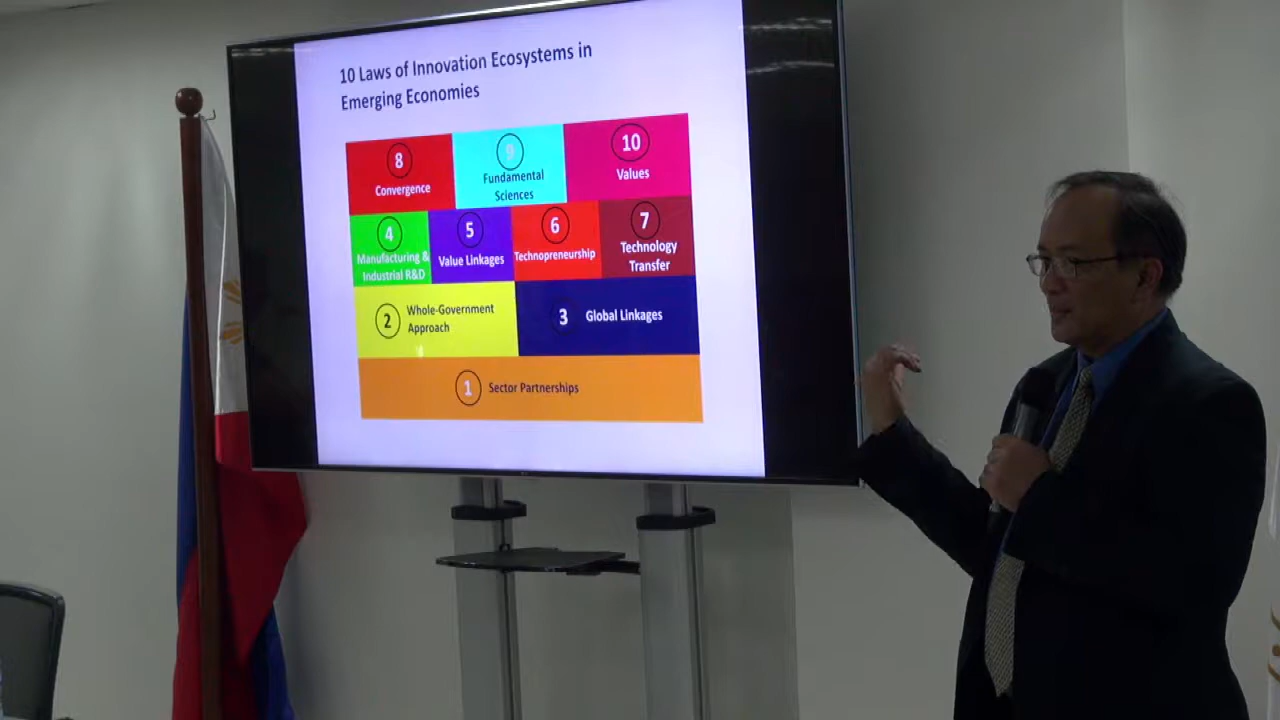 10 Laws of Innovation Ecosystems in
Emerging Economies
8
Convergence
9
Fundamental
Sciences
10
Values
4
Manufacturing &
Industrial R&D
5
Value Linkages
6
Technopreneurship
7
Technology
Transfer
2
Whole-Government
Approach
3
Global Linkages
1
Sector Partnerships